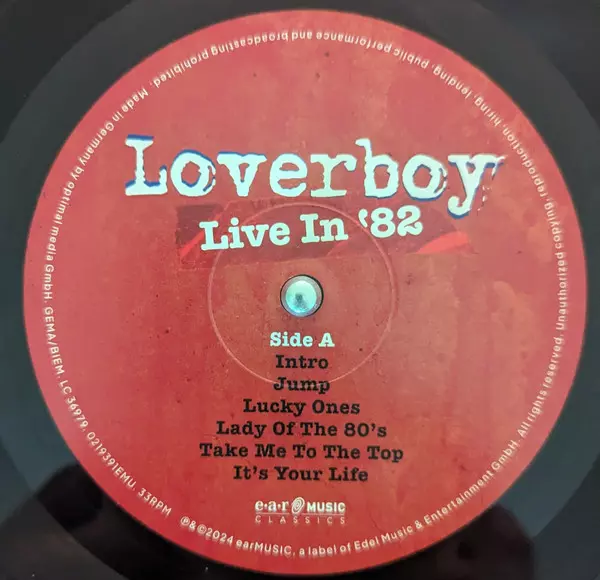 Loverboy
Live In '82
Side A
Intro
Jump
Lucky Ones
Lady Of The 80's
Take Me To The Top
It's Your Life
e·a·r MUSIC
CLASSICS
℗&©2024 earMUSIC, a label of Edel Music & Entertainment GmbH. All rights reserved. Unauthorized copying, reproduction, hiring, lending, public performance and broadcasting prohibited. Made in Germany by optimal media GmbH. GEMA/BIEM. LC 36979. 0219391EMU. 33RPM